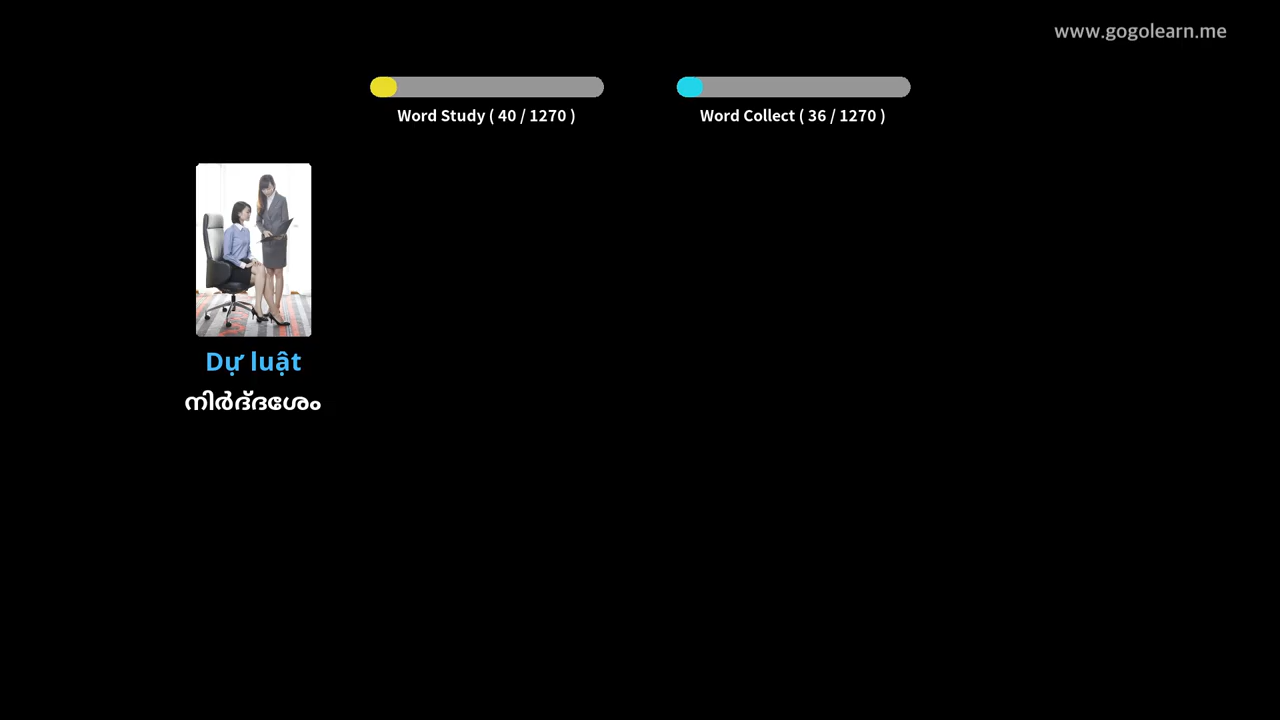 www.gogolearn.me
Word Study ( 40 / 1270 )
Word Collect ( 36 / 1270 )
Dự luật
നിർദ്ദേശം